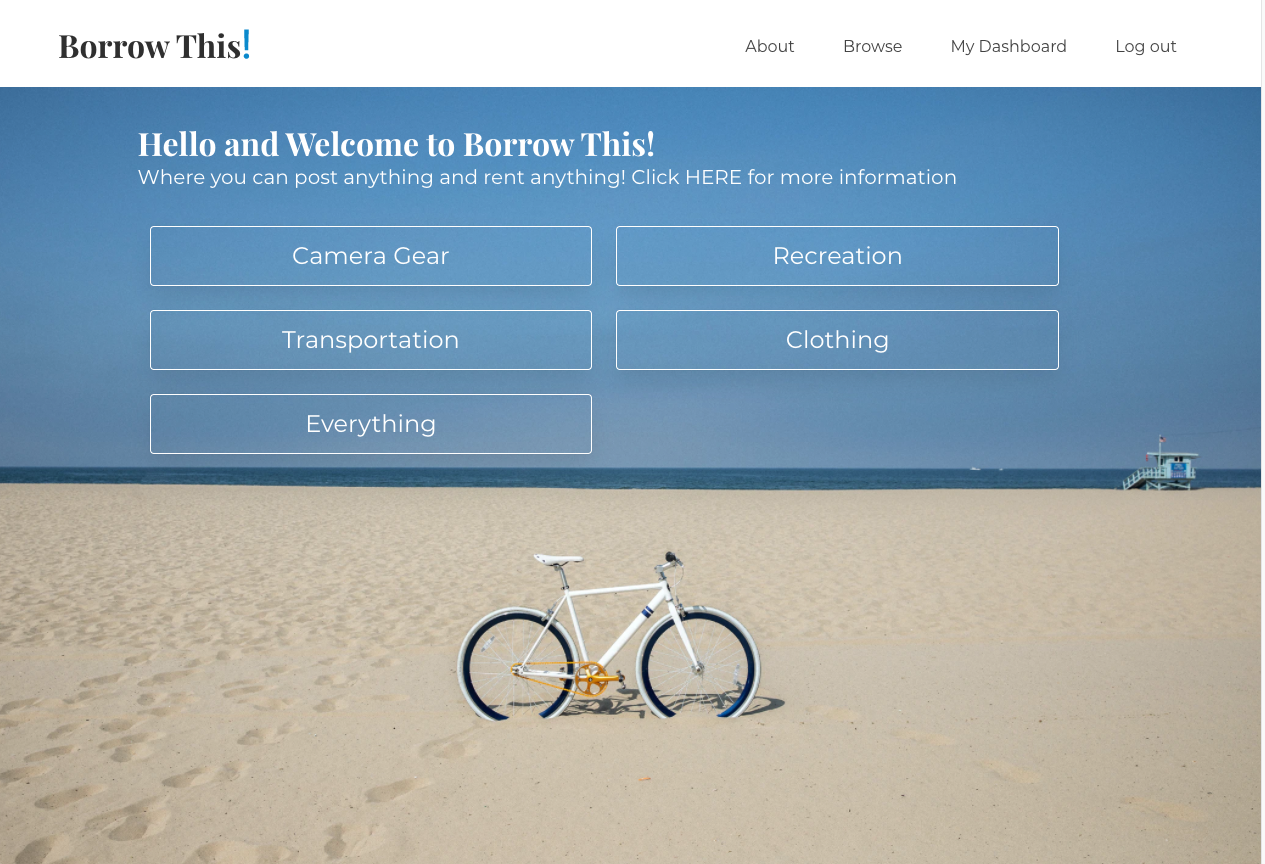 Borrow This!
About Browse My Dashboard Log out
Hello and Welcome to Borrow This!
Where you can post anything and rent anything! Click HERE for more information
Camera Gear Recreation
Transportation Clothing
Everything